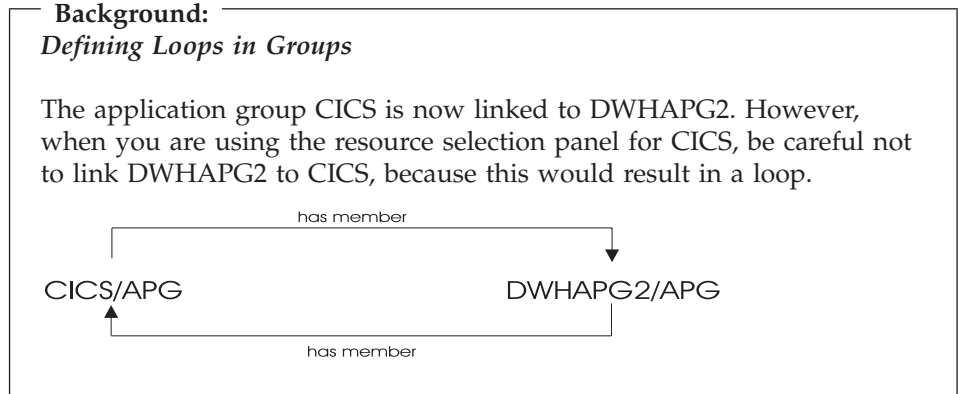 Background:
Defining Loops in Groups
The application group CICS is now linked to DWHAPG2. However,
when you are using the resource selection panel for CICS, be careful not
to link DWHAPG2 to CICS, because this would result in a loop.
has member
CICS/APG DWHAPG2/APG
has member